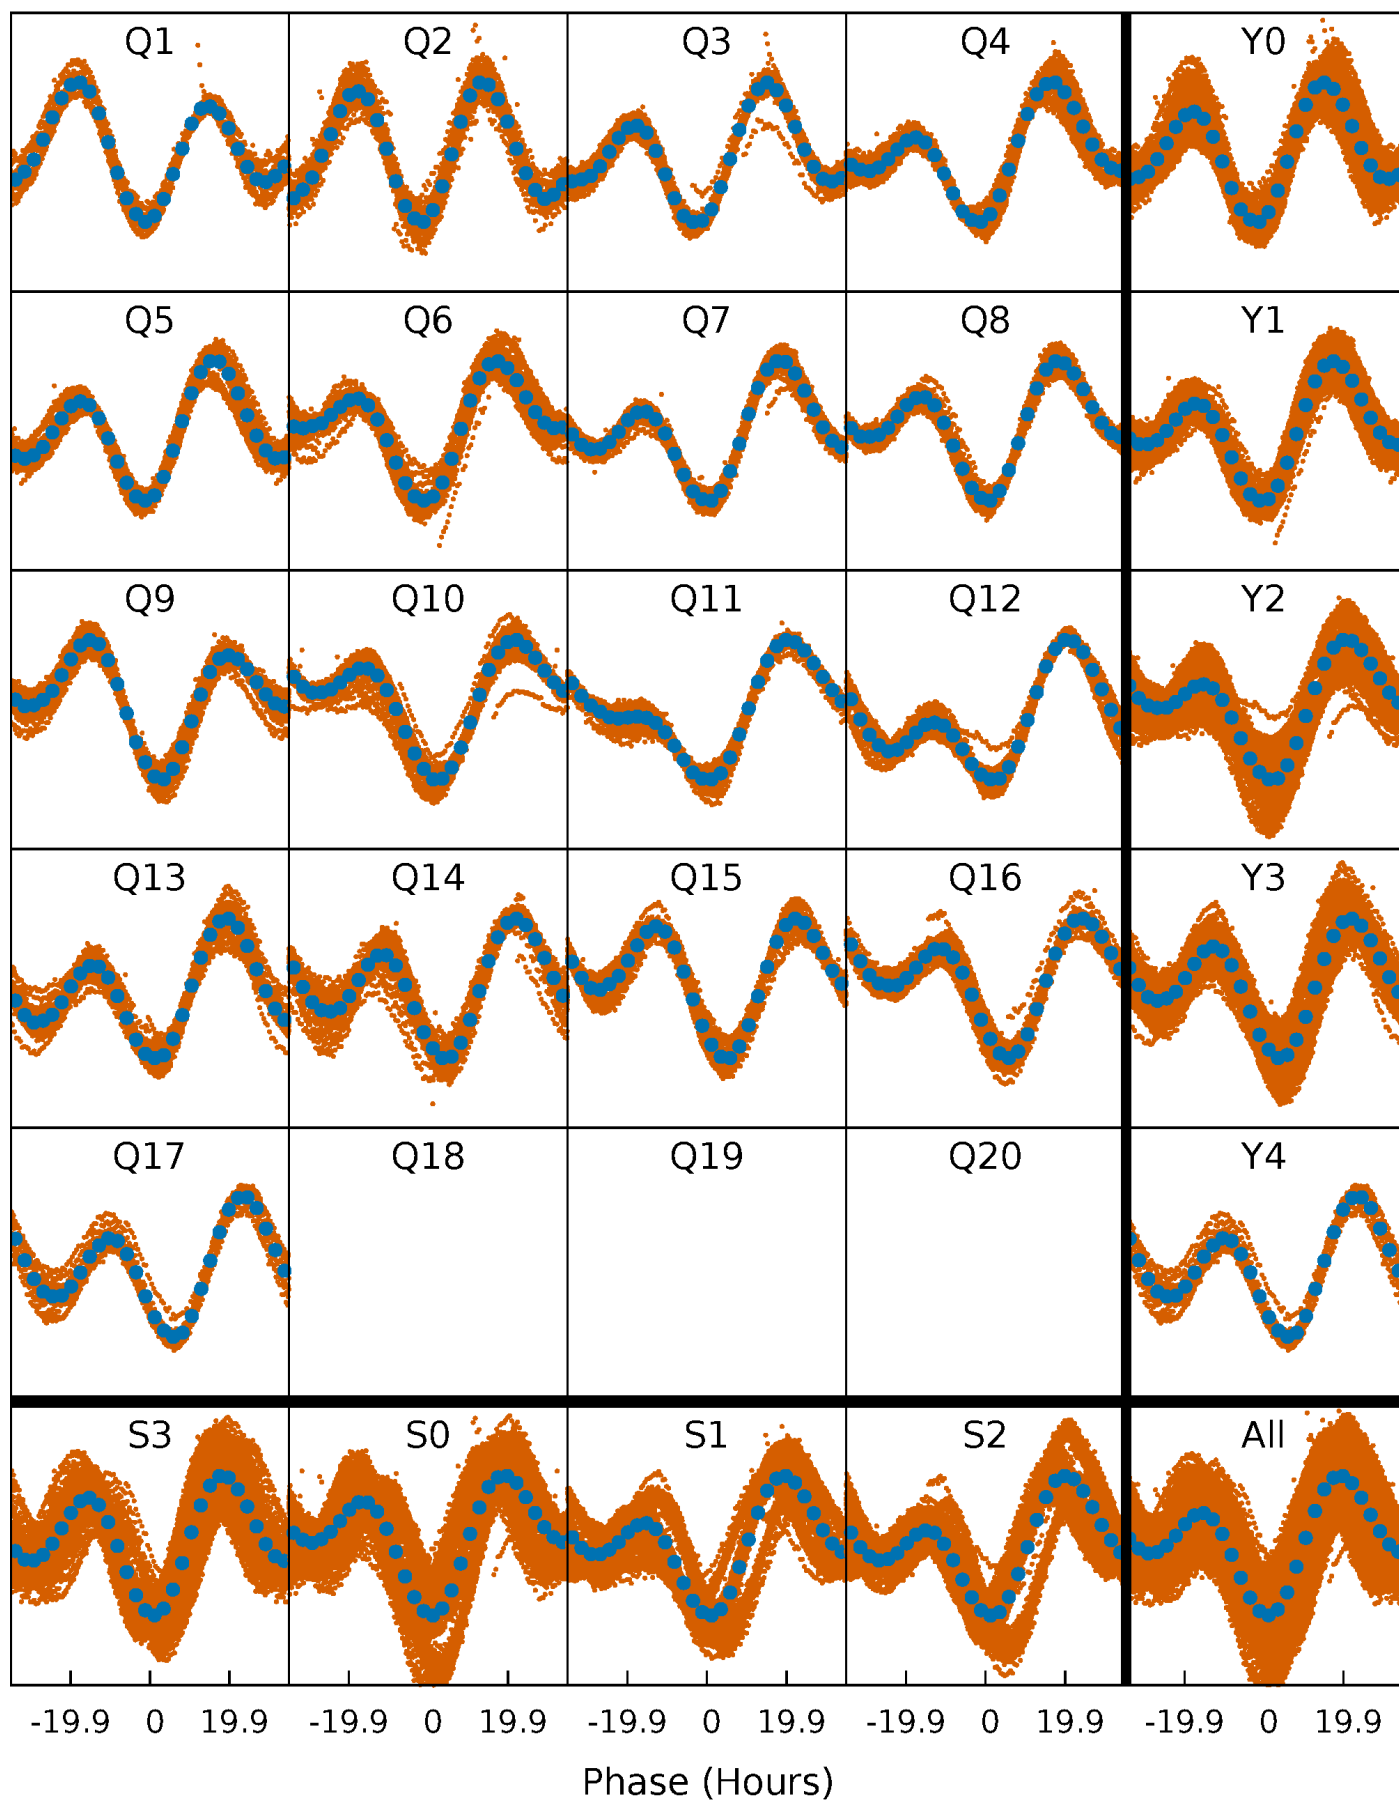 Q1 Q2 Q3 Q4 Y0
Q5 Q6 Q7 Q8 Y1
Q9 Q10 Q11 Q12 Y2
Q13 Q14 Q15 Q16 Y3
Q17 Q18 Q19 Q20 Y4
S3 S0 S1 S2 All
-19.9 0 19.9 -19.9 0 19.9 -19.9 0 19.9 -19.9 0 19.9 -19.9 0 19.9
Phase (Hours)